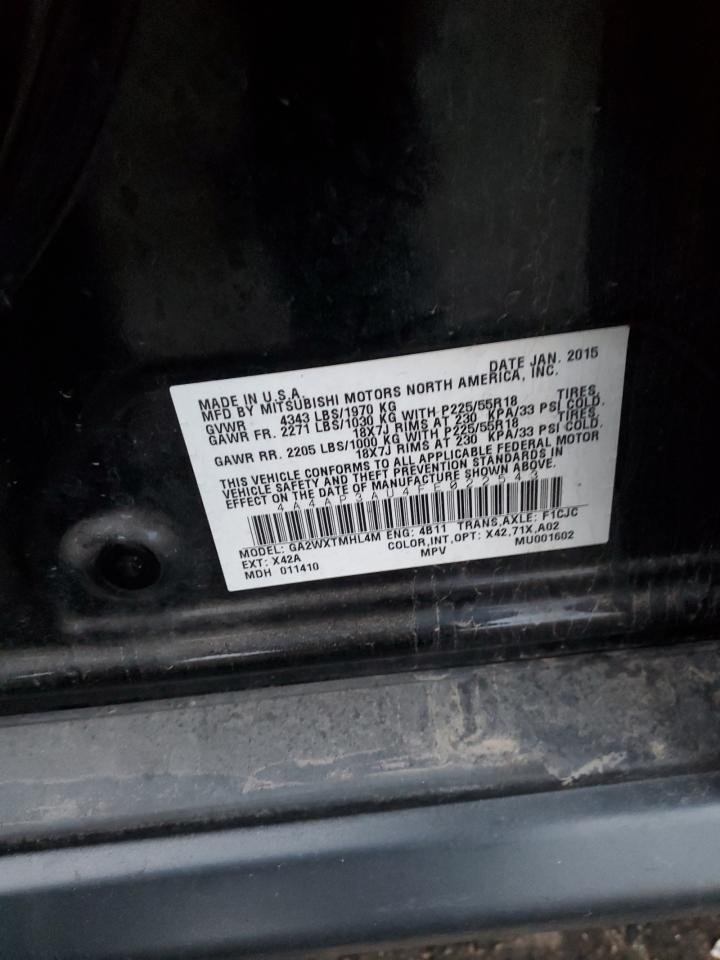 MADE IN U.S.A. DATE JAN. 2015
MFD BY MITSUBISHI MOTORS NORTH AMERICA, INC.
GVWR 4343 LBS/1970 KG
GAWR FR. 2271 LBS/1030 KG WITH P225/55R18 TIRES,
18X7J RIMS AT 230 KPA/33 PSI COLD.
GAWR RR. 2205 LBS/1000 KG WITH P225/55R18 TIRES,
18X7J RIMS AT 230 KPA/33 PSI COLD.
THIS VEHICLE CONFORMS TO ALL APPLICABLE FEDERAL MOTOR
VEHICLE SAFETY AND THEFT PREVENTION STANDARDS IN
EFFECT ON THE DATE OF MANUFACTURE SHOWN ABOVE.
MODEL: GA2WXTMHL4M ENG: 4B11 TRANS,AXLE: F1CJC
EXT: X42A COLOR,INT,OPT: X42,71X,A02
MDH 011410 MPV MU001602